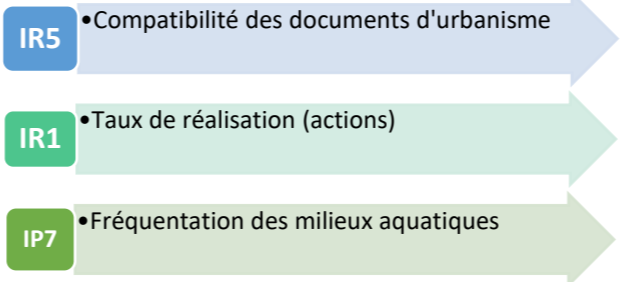 IR5
•Compatibilité des documents d'urbanisme
IR1
•Taux de réalisation (actions)
IP7
•Fréquentation des milieux aquatiques